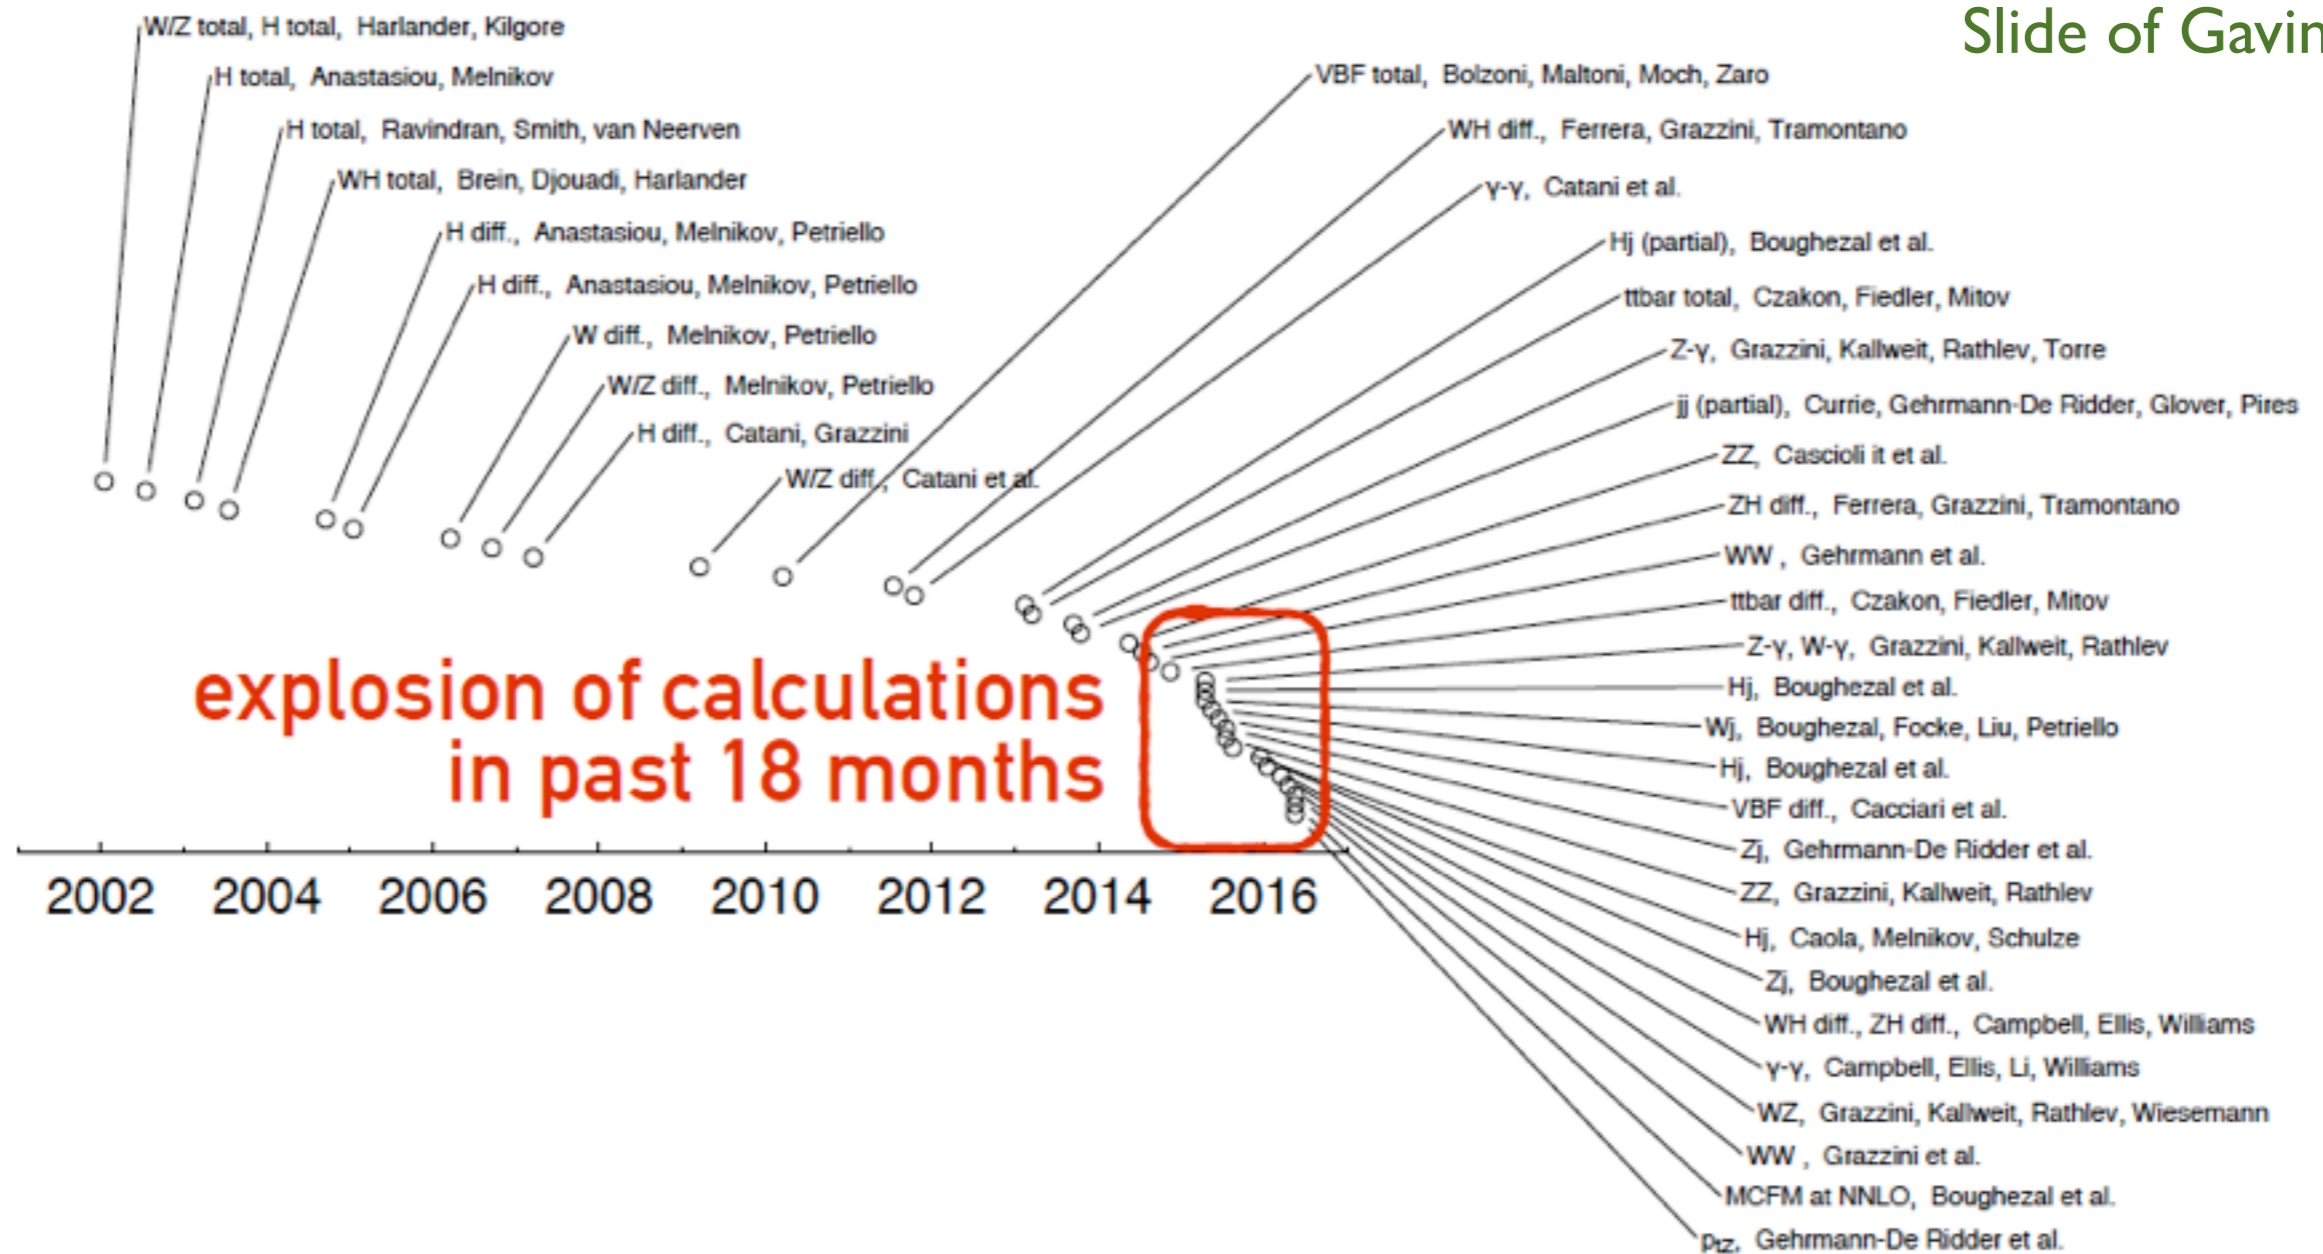 Slide of Gavin
W/Z total, H total, Harlander, Kilgore
H total, Anastasiou, Melnikov
H total, Ravindran, Smith, van Neerven
WH total, Brein, Djouadi, Harlander
H diff., Anastasiou, Melnikov, Petriello
H diff., Anastasiou, Melnikov, Petriello
W diff., Melnikov, Petriello
W/Z diff., Melnikov, Petriello
H diff., Catani, Grazzini
W/Z diff., Catani et al.
VBF total, Bolzoni, Maltoni, Moch, Zaro
WH diff., Ferrera, Grazzini, Tramontano
γ-γ, Catani et al.
Hj (partial), Boughezal et al.
ttbar total, Czakon, Fiedler, Mitov
Z-γ, Grazzini, Kallweit, Rathlev, Torre
jj (partial), Currie, Gehrmann-De Ridder, Glover, Pires
ZZ, Cascioli it et al.
ZH diff., Ferrera, Grazzini, Tramontano
WW , Gehrmann et al.
ttbar diff., Czakon, Fiedler, Mitov
Z-γ, W-γ, Grazzini, Kallweit, Rathlev
Hj, Boughezal et al.
Wj, Boughezal, Focke, Liu, Petriello
Hj, Boughezal et al.
VBF diff., Cacciari et al.
Zj, Gehrmann-De Ridder et al.
ZZ, Grazzini, Kallweit, Rathlev
Hj, Caola, Melnikov, Schulze
Zj, Boughezal et al.
WH diff., ZH diff., Campbell, Ellis, Williams
γ-γ, Campbell, Ellis, Li, Williams
WZ, Grazzini, Kallweit, Rathlev, Wiesemann
WW , Grazzini et al.
MCFM at NNLO, Boughezal et al.
ptZ, Gehrmann-De Ridder et al.
explosion of calculations
in past 18 months
2002 2004 2006 2008 2010 2012 2014 2016